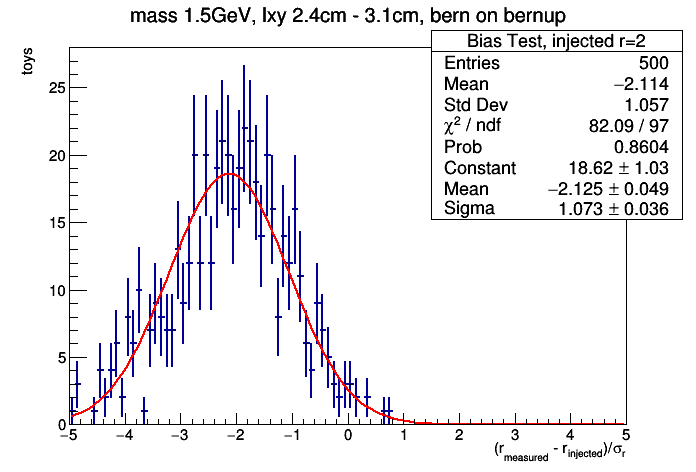 mass 1.5GeV, lxy 2.4cm - 3.1cm, bern on bernup
toys
Bias Test, injected r=2
Entries 500
Mean −2.114
Std Dev 1.057
χ² / ndf 82.09 / 97
Prob 0.8604
Constant 18.62 ± 1.03
Mean −2.125 ± 0.049
Sigma 1.073 ± 0.036
25
20
15
10
5
0
−5 −4 −3 −2 −1 0 1 2 3 4 5
(r_measured - r_injected)/σ_r